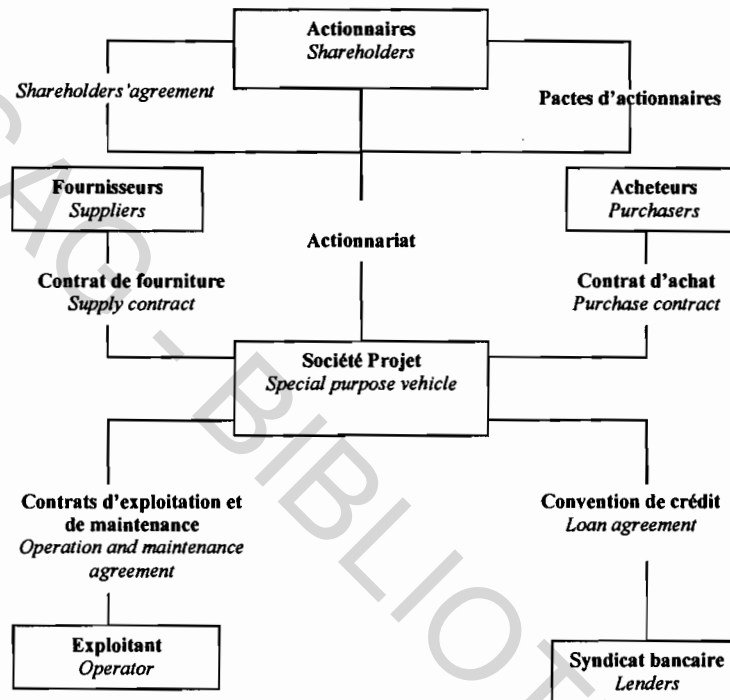 Actionnaires
Shareholders
Shareholders'agreement
Pactes d'actionnaires
Fournisseurs
Suppliers
Acheteurs
Purchasers
Actionnariat
Contrat de fourniture
Supply contract
Contrat d'achat
Purchase contract
Société Projet
Special purpose vehicle
Contrats d'exploitation et
de maintenance
Operation and maintenance
agreement
Convention de crédit
Loan agreement
Exploitant
Operator
Syndicat bancaire
Lenders
CAG - BIBLIOT